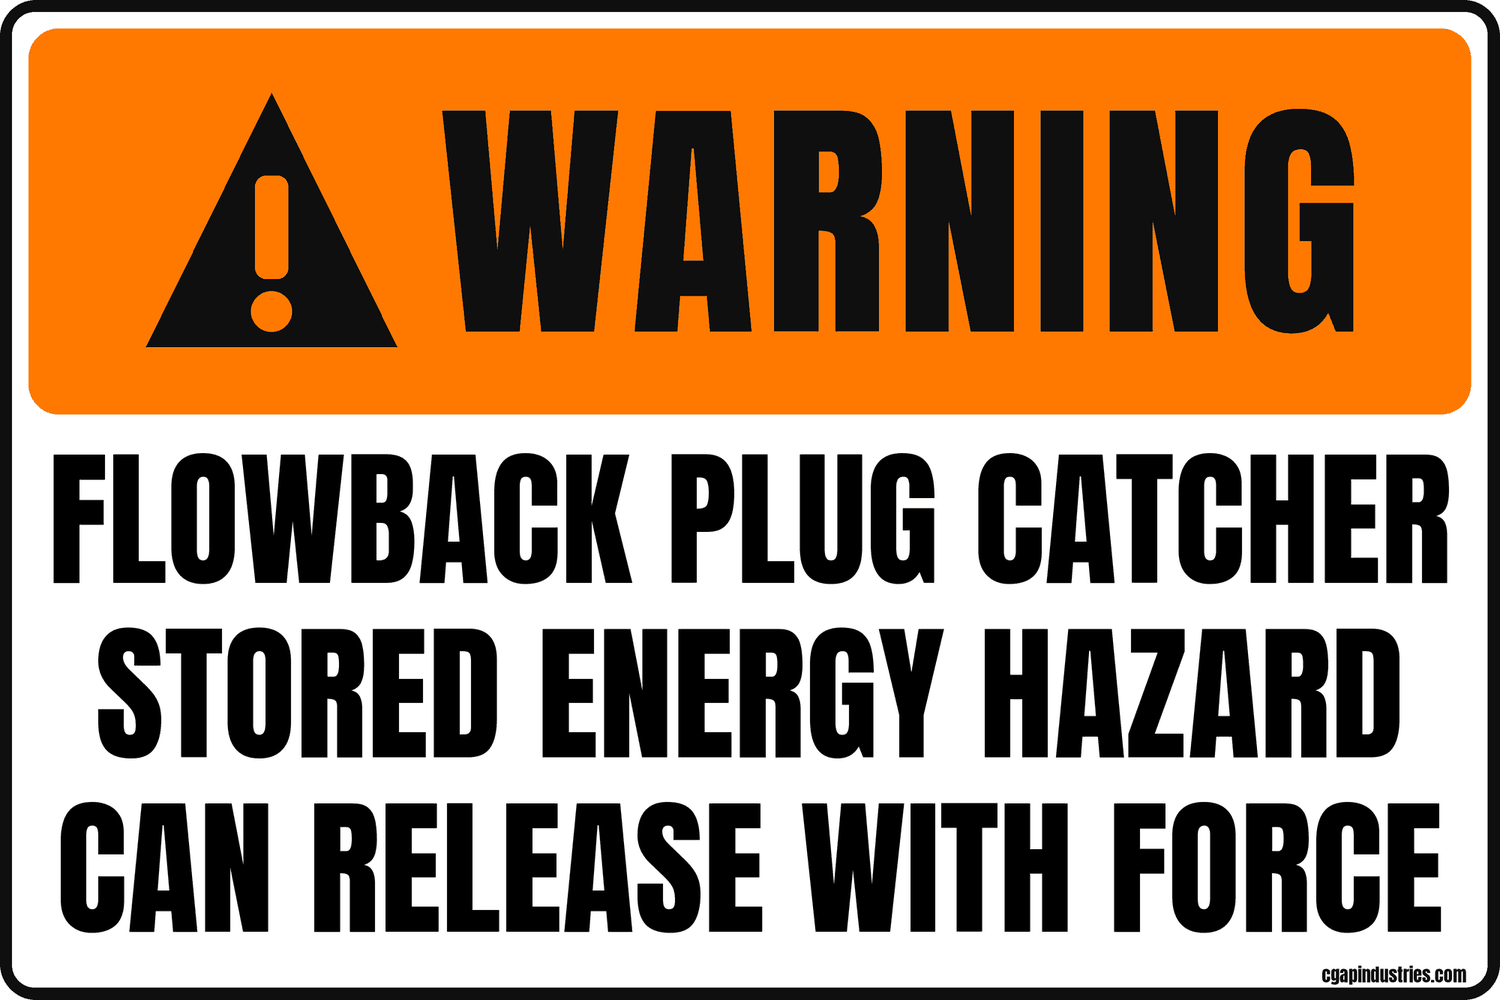 WARNING
FLOWBACK PLUG CATCHER
STORED ENERGY HAZARD
CAN RELEASE WITH FORCE
cgapindustries.com